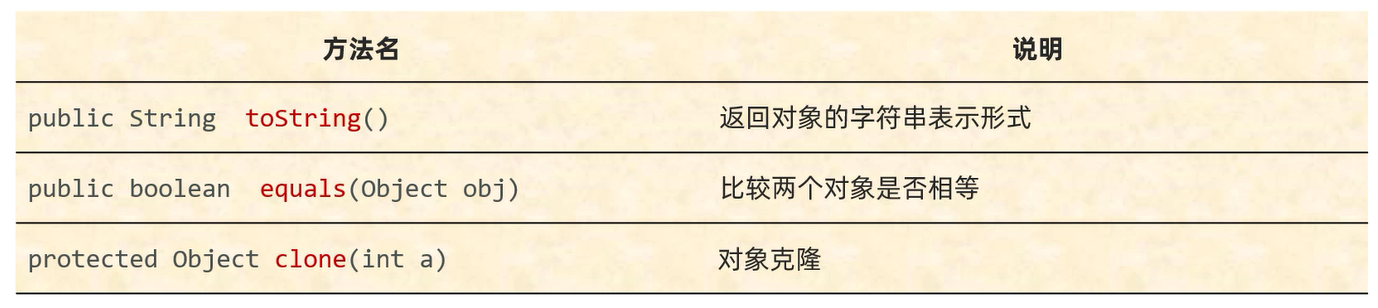 方法名 说明
public String toString() 返回对象的字符串表示形式
public boolean equals(Object obj) 比较两个对象是否相等
protected Object clone(int a) 对象克隆